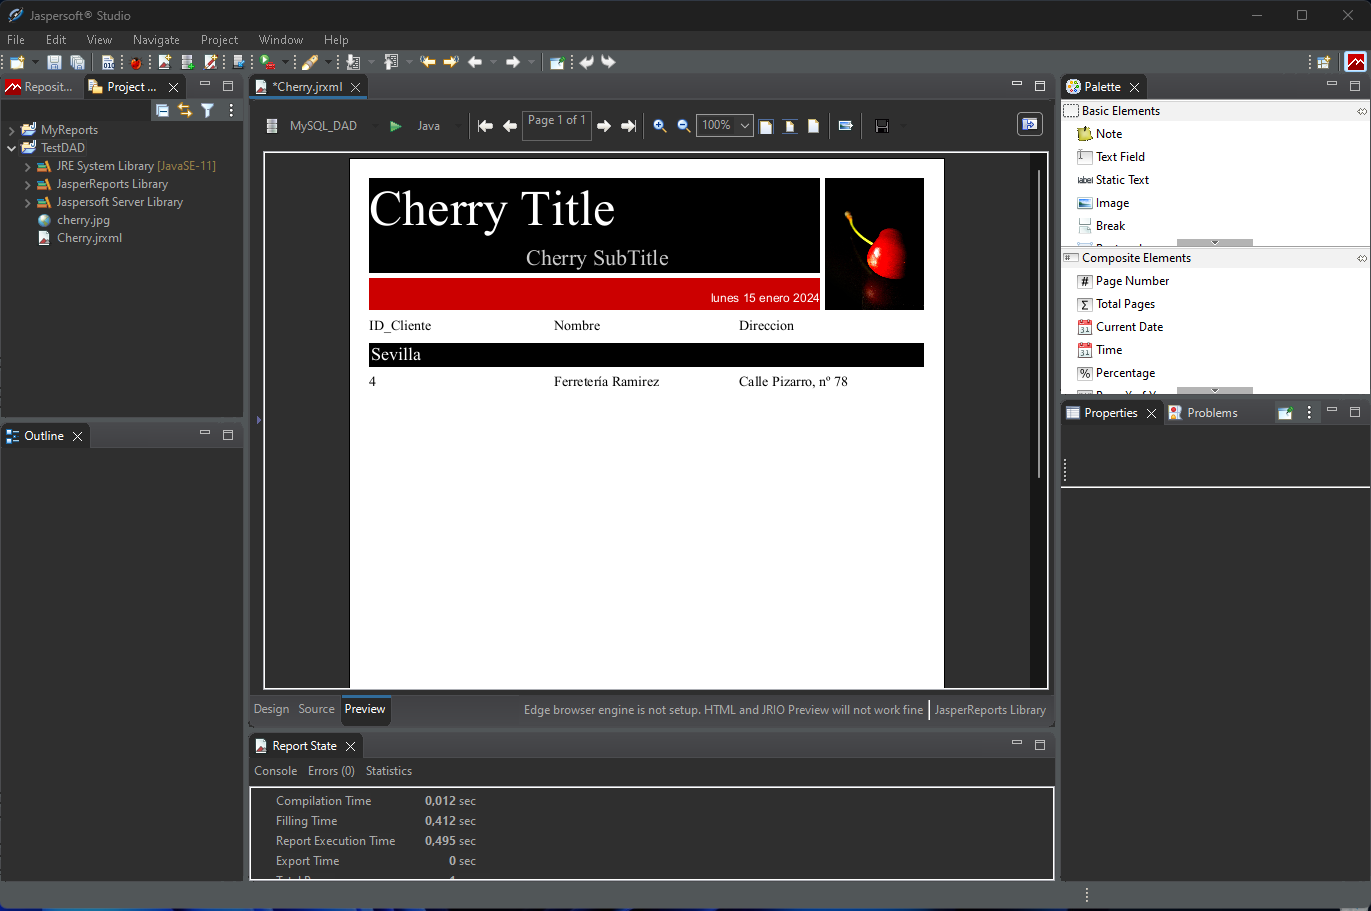 Jaspersoft® Studio
File Edit View Navigate Project Window Help
Reposit... Project ...
MyReports
TestDAD
JRE System Library [JavaSE-11]
JasperReports Library
Jaspersoft Server Library
cherry.jpg
Cherry.jrxml
Outline
*Cherry.jrxml
MySQL_DAD Java Page 1 of 1 100%
Cherry Title
Cherry SubTitle
lunes 15 enero 2024
ID_Cliente Nombre Direccion
Sevilla
4 Ferretería Ramirez Calle Pizarro, nº 78
Design Source Preview Edge browser engine is not setup. HTML and JRIO Preview will not work fine JasperReports Library
Report State
Console Errors (0) Statistics
Compilation Time 0,012 sec
Filling Time 0,412 sec
Report Execution Time 0,495 sec
Export Time 0 sec
Palette
Basic Elements
Note
Text Field
label Static Text
Image
Break
Composite Elements
# Page Number
Σ Total Pages
31 Current Date
31 Time
% Percentage
Properties Problems